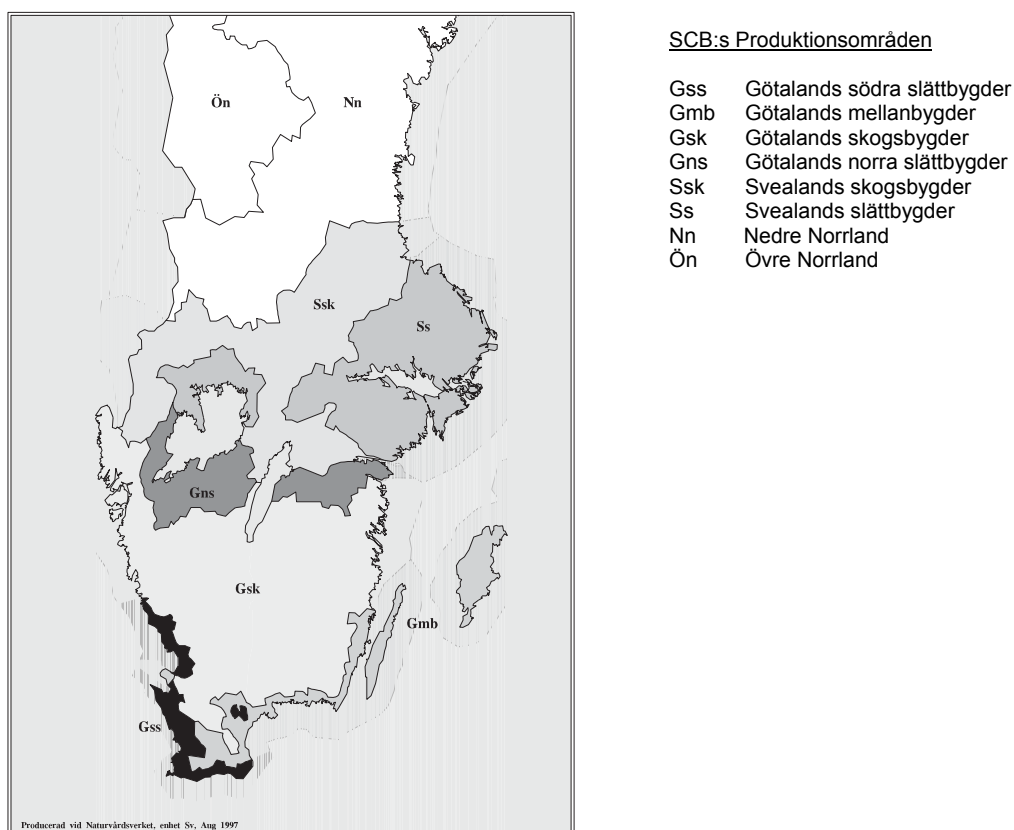 SCB:s Produktionsområden
Gss Götalands södra slättbygder
Gmb Götalands mellanbygder
Gsk Götalands skogsbygder
Gns Götalands norra slättbygder
Ssk Svealands skogsbygder
Ss Svealands slättbygder
Nn Nedre Norrland
Ön Övre Norrland
Ön
Nn
Ssk
Ss
Gns
Gsk
Gmb
Gss
Producerad vid Naturvårdsverket, enhet Sv, Aug 1997